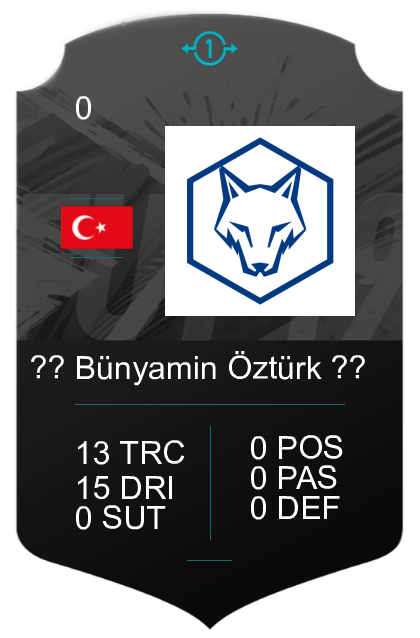 1
0
?? Bünyamin Öztürk ??
13 TRC
15 DRI
0 SUT
0 POS
0 PAS
0 DEF